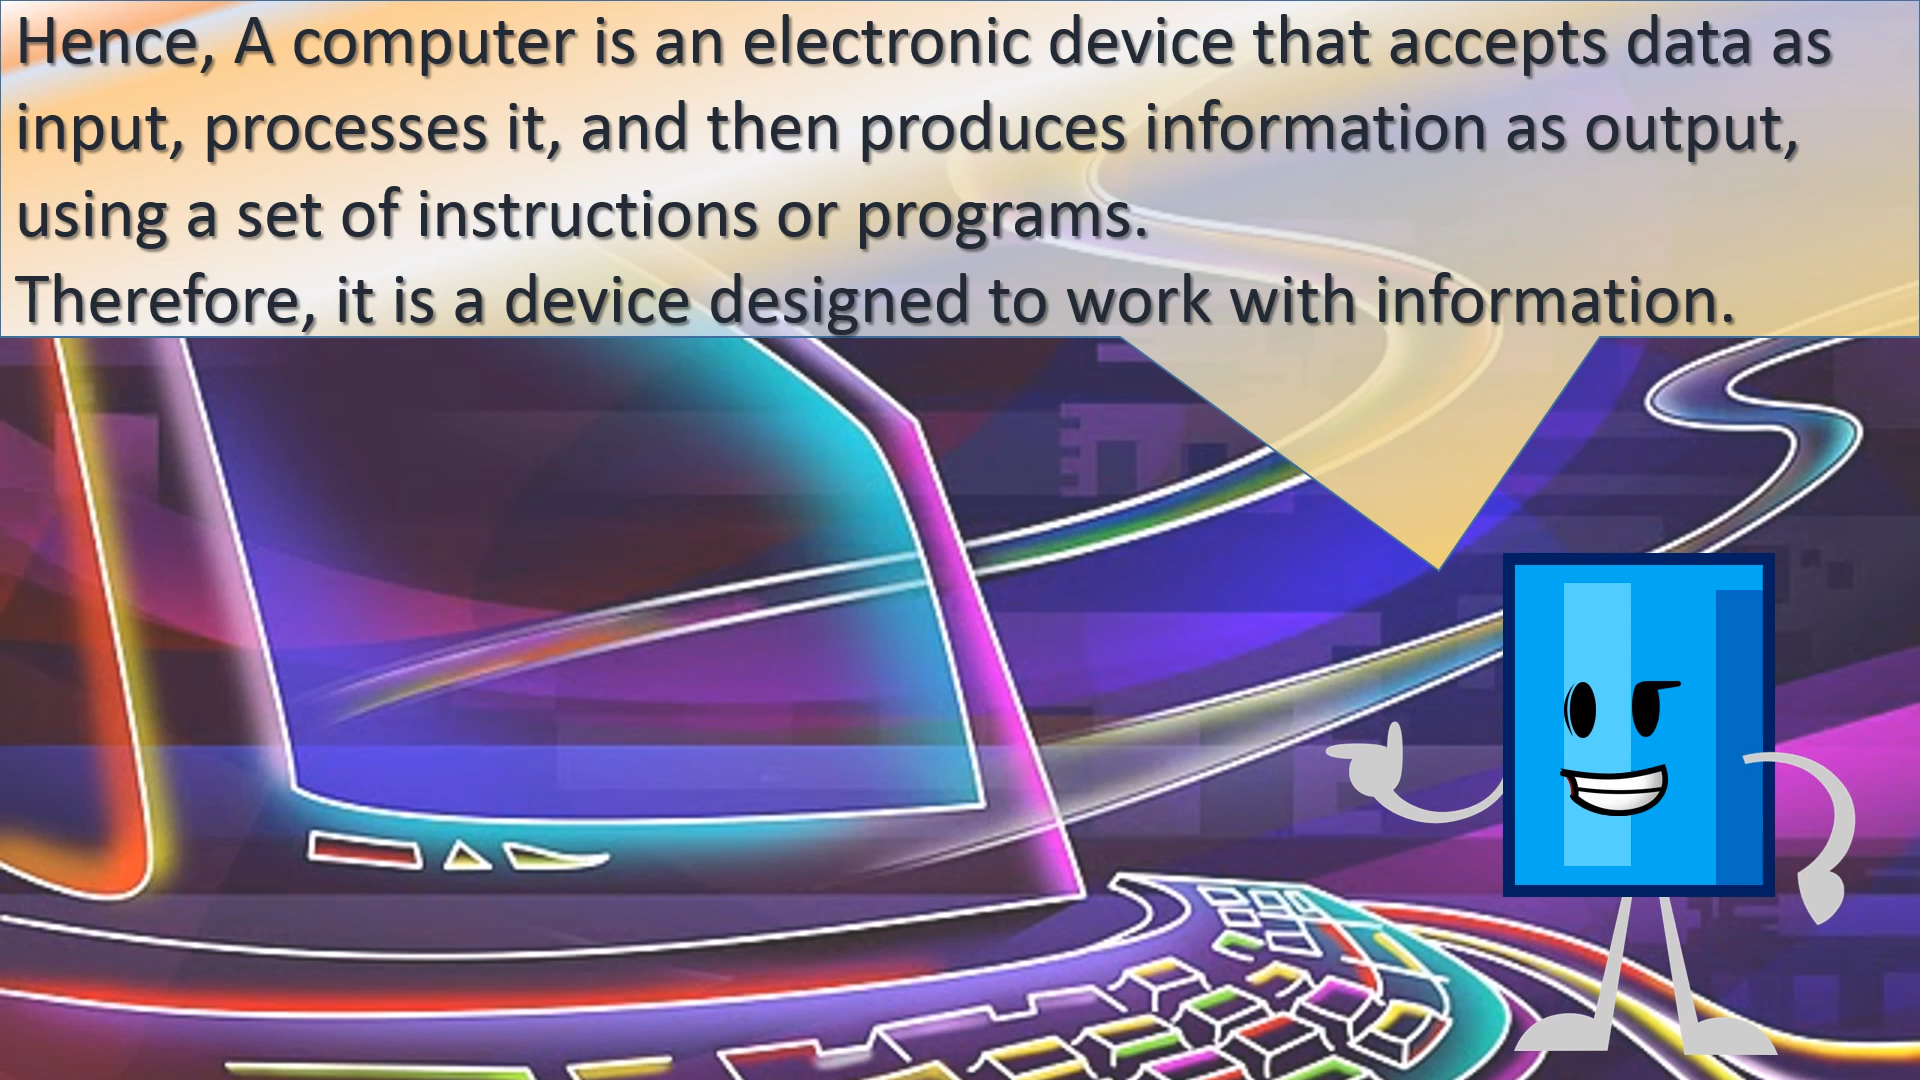 Hence, A computer is an electronic device that accepts data as
input, processes it, and then produces information as output,
using a set of instructions or programs.
Therefore, it is a device designed to work with information.